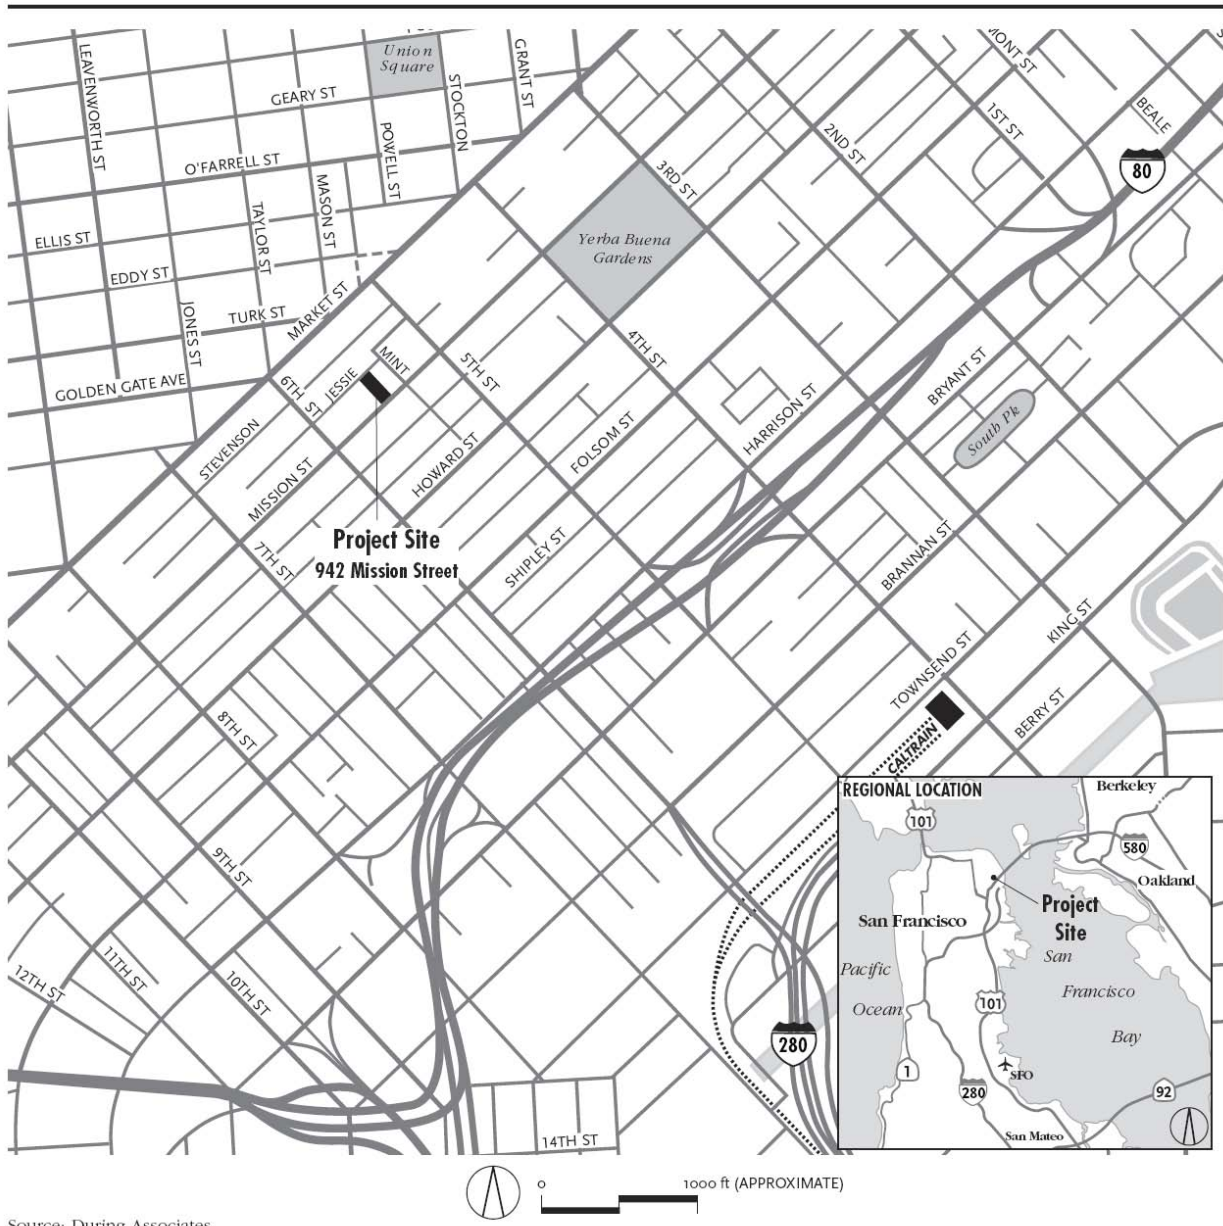 Union
Square
LEAVENWORTH ST
GRANT ST
STOCKTON
GEARY ST
POWELL ST
O'FARRELL ST
MASON ST
TAYLOR ST
ELLIS ST
EDDY ST
JONES ST
TURK ST
MARKET ST
GOLDEN GATE AVE
MONT ST
BEALE
1ST ST
2ND ST
3RD ST
80
Yerba Buena
Gardens
4TH ST
5TH ST
MINT
JESSIE
6TH ST
STEVENSON
MISSION ST
HOWARD ST
FOLSOM ST
HARRISON ST
BRYANT ST
South Pk
Project Site
942 Mission Street
7TH ST
SHIPLEY ST
BRANNAN ST
KING ST
TOWNSEND ST
BERRY ST
CALTRAIN
8TH ST
9TH ST
10TH ST
11TH ST
12TH ST
14TH ST
280
REGIONAL LOCATION
Berkeley
101
580
Oakland
Project
Site
San Francisco
San
Francisco
Bay
Pacific
Ocean
101
1
280
SFO
92
San Mateo
0
1000 ft (APPROXIMATE)
Source: During Associates